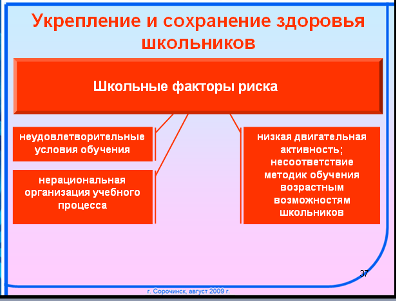 Укрепление и сохранение здоровья
школьников
Школьные факторы риска
неудовлетворительные
условия обучения
нерациональная
организация учебного
процесса
низкая двигательная
активность;
несоответствие
методик обучения
возрастным
возможностям
школьников
37
г. Сорочинск, август 2009 г.